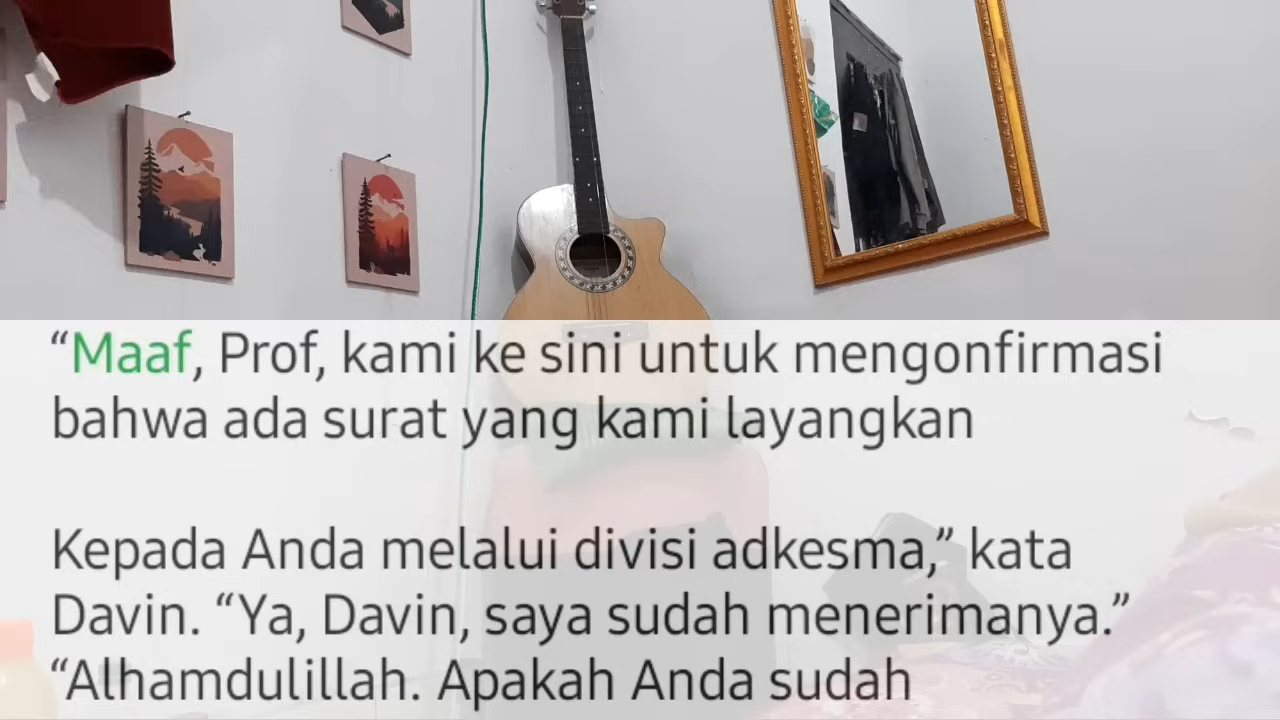 “Maaf, Prof, kami ke sini untuk mengonfirmasi
bahwa ada surat yang kami layangkan
Kepada Anda melalui divisi adkesma,” kata
Davin. “Ya, Davin, saya sudah menerimanya.”
“Alhamdulillah. Apakah Anda sudah